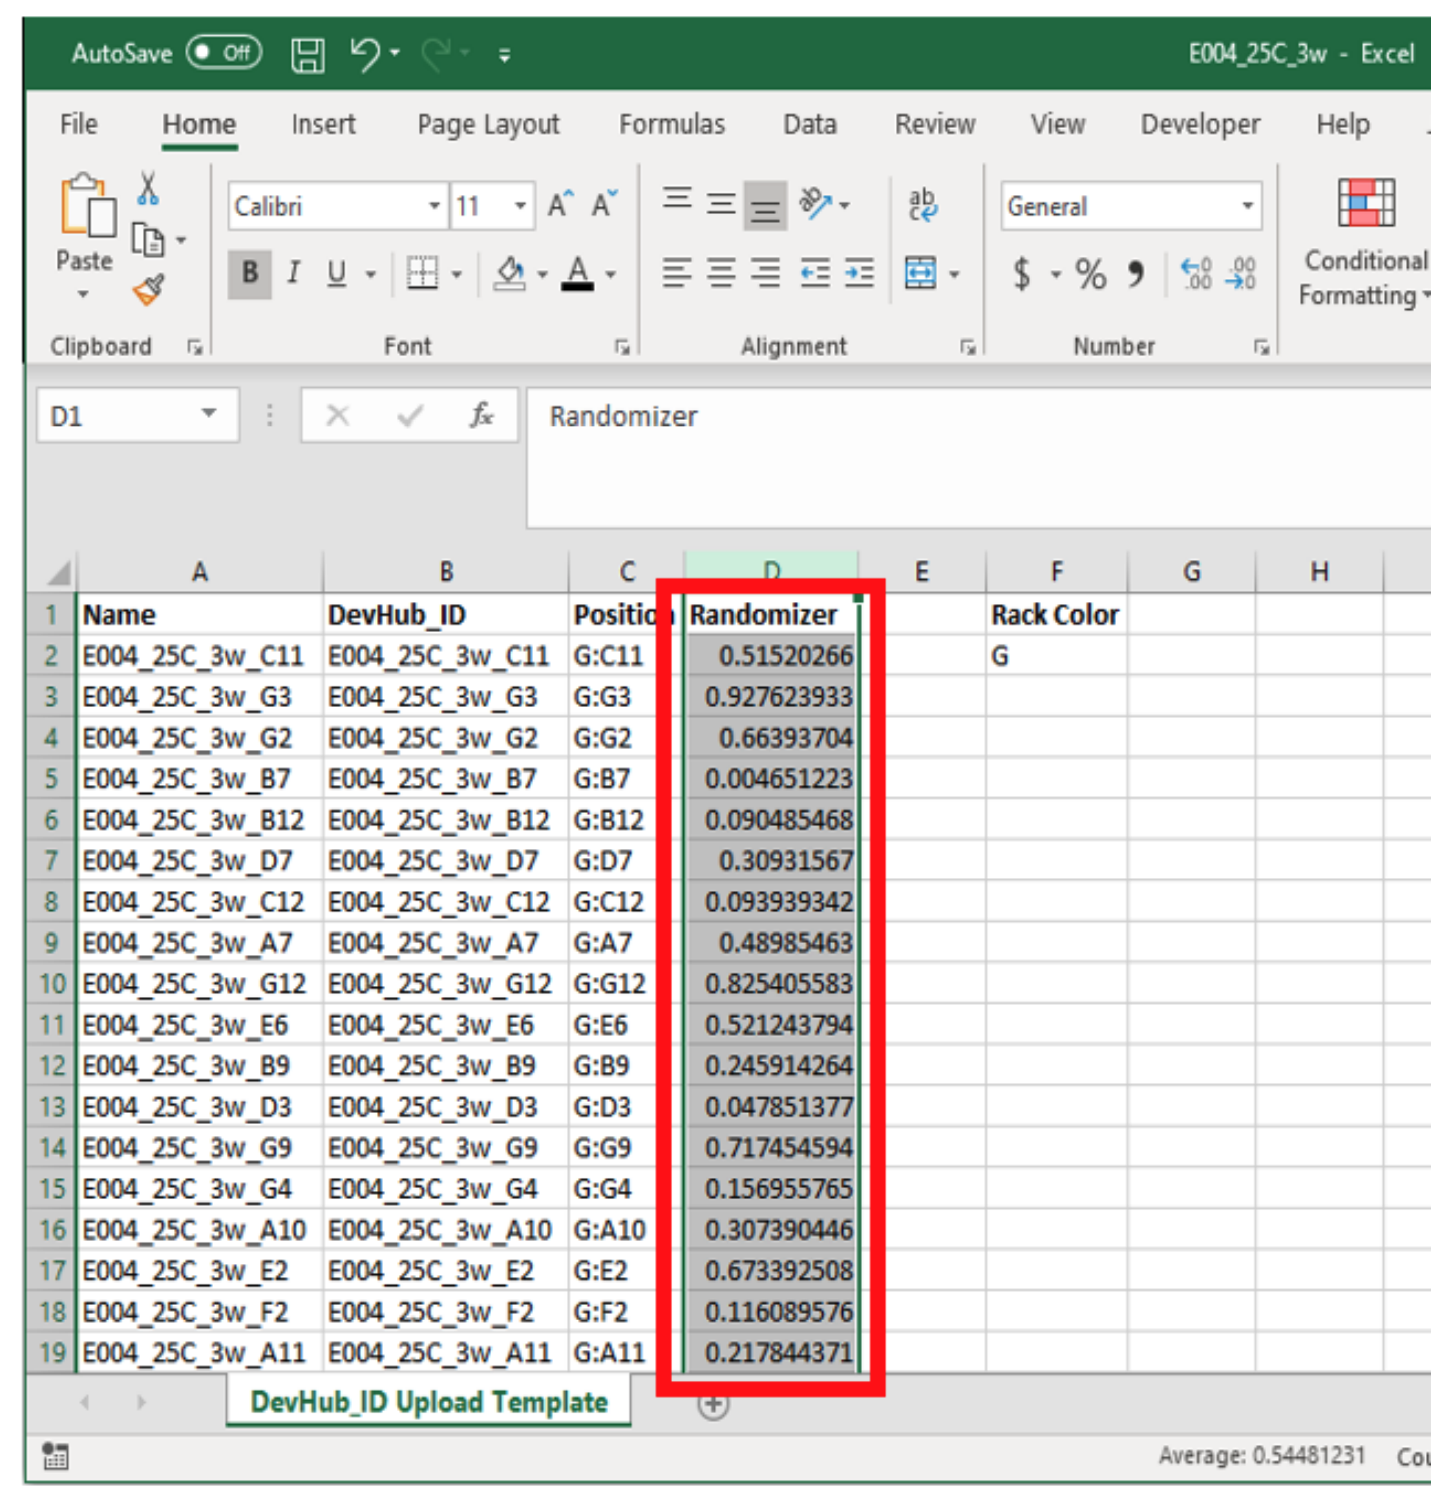 AutoSave Off E004_25C_3w - Excel
File Home Insert Page Layout Formulas Data Review View Developer Help
Calibri 11 A A ab General
Paste B I U A $ % .00 .00 Conditional
c
.0 Formatting
Clipboard Font Alignment Number
D1 fx Randomizer
A B C D E F G H
1 Name DevHub_ID Position Randomizer Rack Color
2 E004_25C_3w_C11 E004_25C_3w_C11 G:C11 0.51520266 G
3 E004_25C_3w_G3 E004_25C_3w_G3 G:G3 0.927623933
4 E004_25C_3w_G2 E004_25C_3w_G2 G:G2 0.66393704
5 E004_25C_3w_B7 E004_25C_3w_B7 G:B7 0.004651223
6 E004_25C_3w_B12 E004_25C_3w_B12 G:B12 0.090485468
7 E004_25C_3w_D7 E004_25C_3w_D7 G:D7 0.30931567
8 E004_25C_3w_C12 E004_25C_3w_C12 G:C12 0.093939342
9 E004_25C_3w_A7 E004_25C_3w_A7 G:A7 0.48985463
10 E004_25C_3w_G12 E004_25C_3w_G12 G:G12 0.825405583
11 E004_25C_3w_E6 E004_25C_3w_E6 G:E6 0.521243794
12 E004_25C_3w_B9 E004_25C_3w_B9 G:B9 0.245914264
13 E004_25C_3w_D3 E004_25C_3w_D3 G:D3 0.047851377
14 E004_25C_3w_G9 E004_25C_3w_G9 G:G9 0.717454594
15 E004_25C_3w_G4 E004_25C_3w_G4 G:G4 0.156955765
16 E004_25C_3w_A10 E004_25C_3w_A10 G:A10 0.307390446
17 E004_25C_3w_E2 E004_25C_3w_E2 G:E2 0.673392508
18 E004_25C_3w_F2 E004_25C_3w_F2 G:F2 0.116089576
19 E004_25C_3w_A11 E004_25C_3w_A11 G:A11 0.217844371
DevHub_ID Upload Template
Average: 0.54481231 Cou